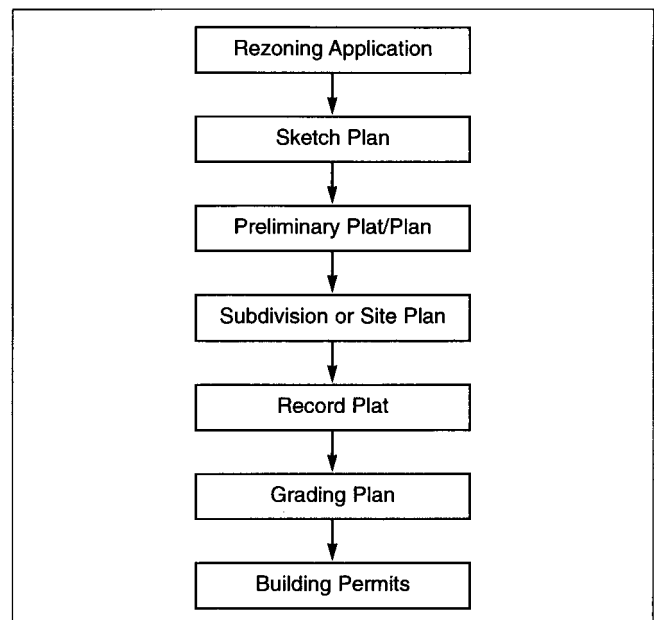 Rezoning Application
Sketch Plan
Preliminary Plat/Plan
Subdivision or Site Plan
Record Plat
Grading Plan
Building Permits